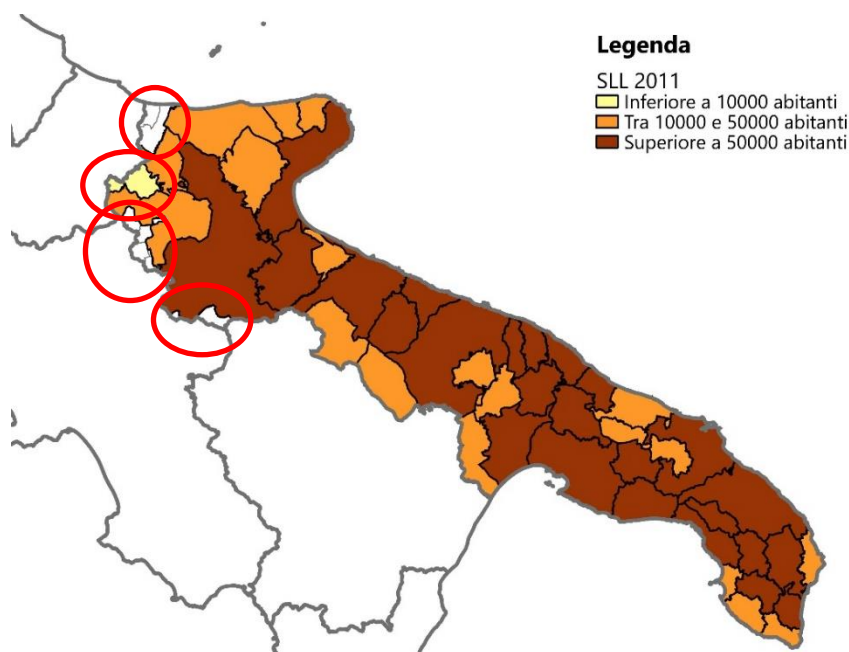 Legenda
SLL 2011
Inferiore a 10000 abitanti
Tra 10000 e 50000 abitanti
Superiore a 50000 abitanti